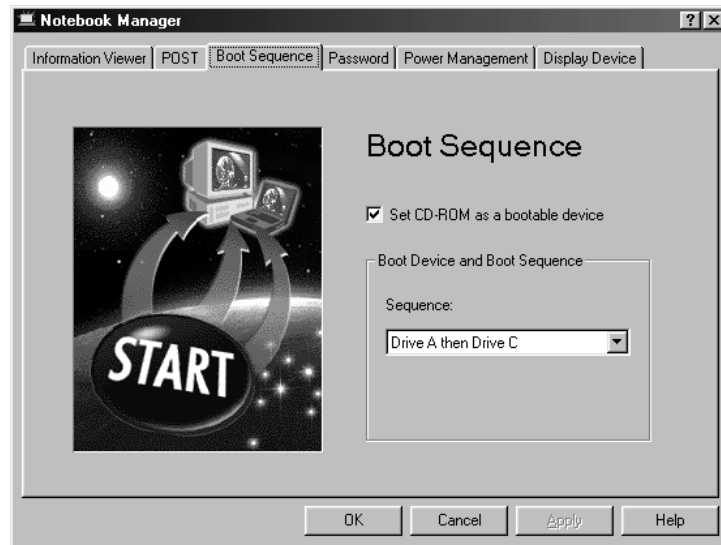 Notebook Manager
Information Viewer POST Boot Sequence Password Power Management Display Device
Boot Sequence
Set CD-ROM as a bootable device
Boot Device and Boot Sequence
Sequence:
Drive A then Drive C
START
OK Cancel Apply Help